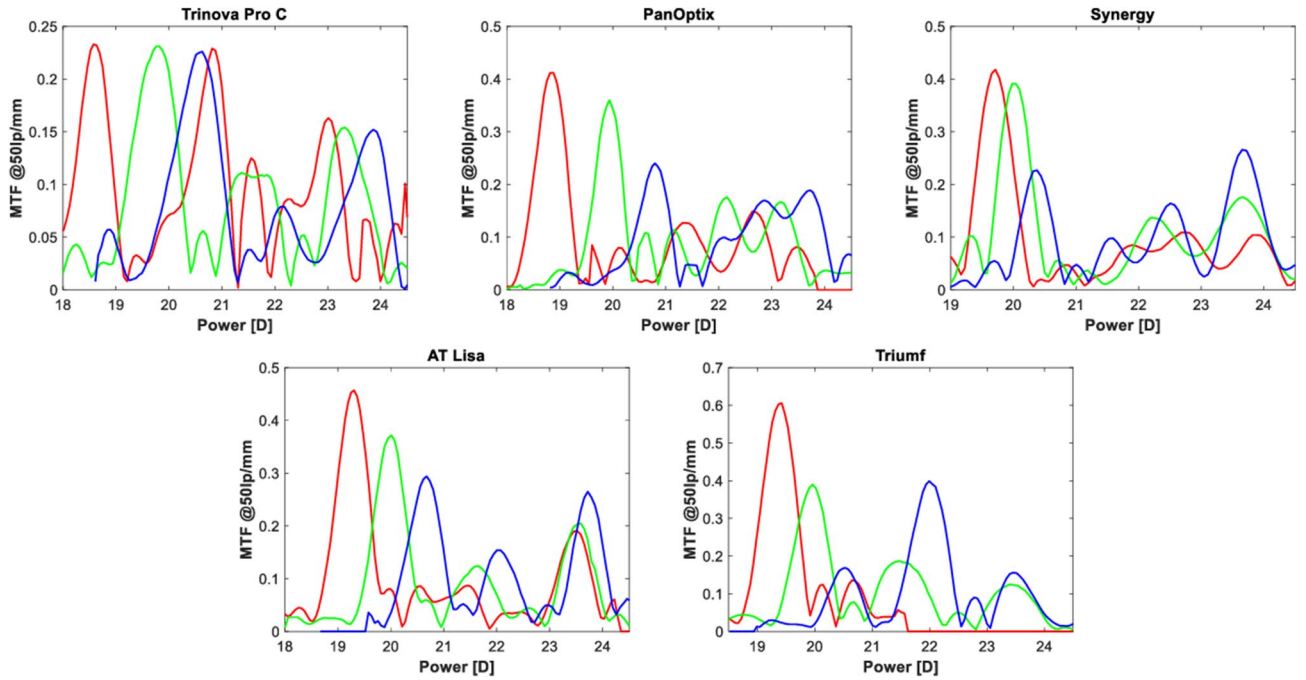 Trinova Pro C
0.25
0.2
0.15
0.1
0.05
0
MTF @50lp/mm
18 19 20 21 22 23 24
Power [D]
PanOptix
0.5
0.4
0.3
0.2
0.1
0
MTF @50lp/mm
18 19 20 21 22 23 24
Power [D]
Synergy
0.5
0.4
0.3
0.2
0.1
0
MTF @50lp/mm
19 20 21 22 23 24
Power [D]
AT Lisa
0.5
0.4
0.3
0.2
0.1
0
MTF @50lp/mm
18 19 20 21 22 23 24
Power [D]
Triumf
0.7
0.6
0.5
0.4
0.3
0.2
0.1
0
MTF @50lp/mm
19 20 21 22 23 24
Power [D]